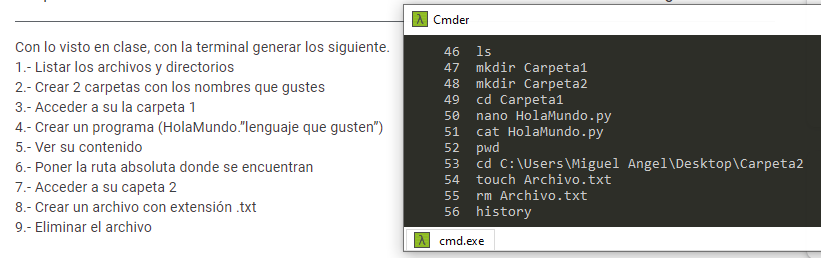 Con lo visto en clase, con la terminal generar los siguiente.
1.- Listar los archivos y directorios
2.- Crear 2 carpetas con los nombres que gustes
3.- Acceder a su la carpeta 1
4.- Crear un programa (HolaMundo.”lenguaje que gusten”)
5.- Ver su contenido
6.- Poner la ruta absoluta donde se encuentran
7.- Acceder a su capeta 2
8.- Crear un archivo con extensión .txt
9.- Eliminar el archivo
λ Cmder
46 ls
47 mkdir Carpeta1
48 mkdir Carpeta2
49 cd Carpeta1
50 nano HolaMundo.py
51 cat HolaMundo.py
52 pwd
53 cd C:\Users\Miguel Angel\Desktop\Carpeta2
54 touch Archivo.txt
55 rm Archivo.txt
56 history
λ cmd.exe